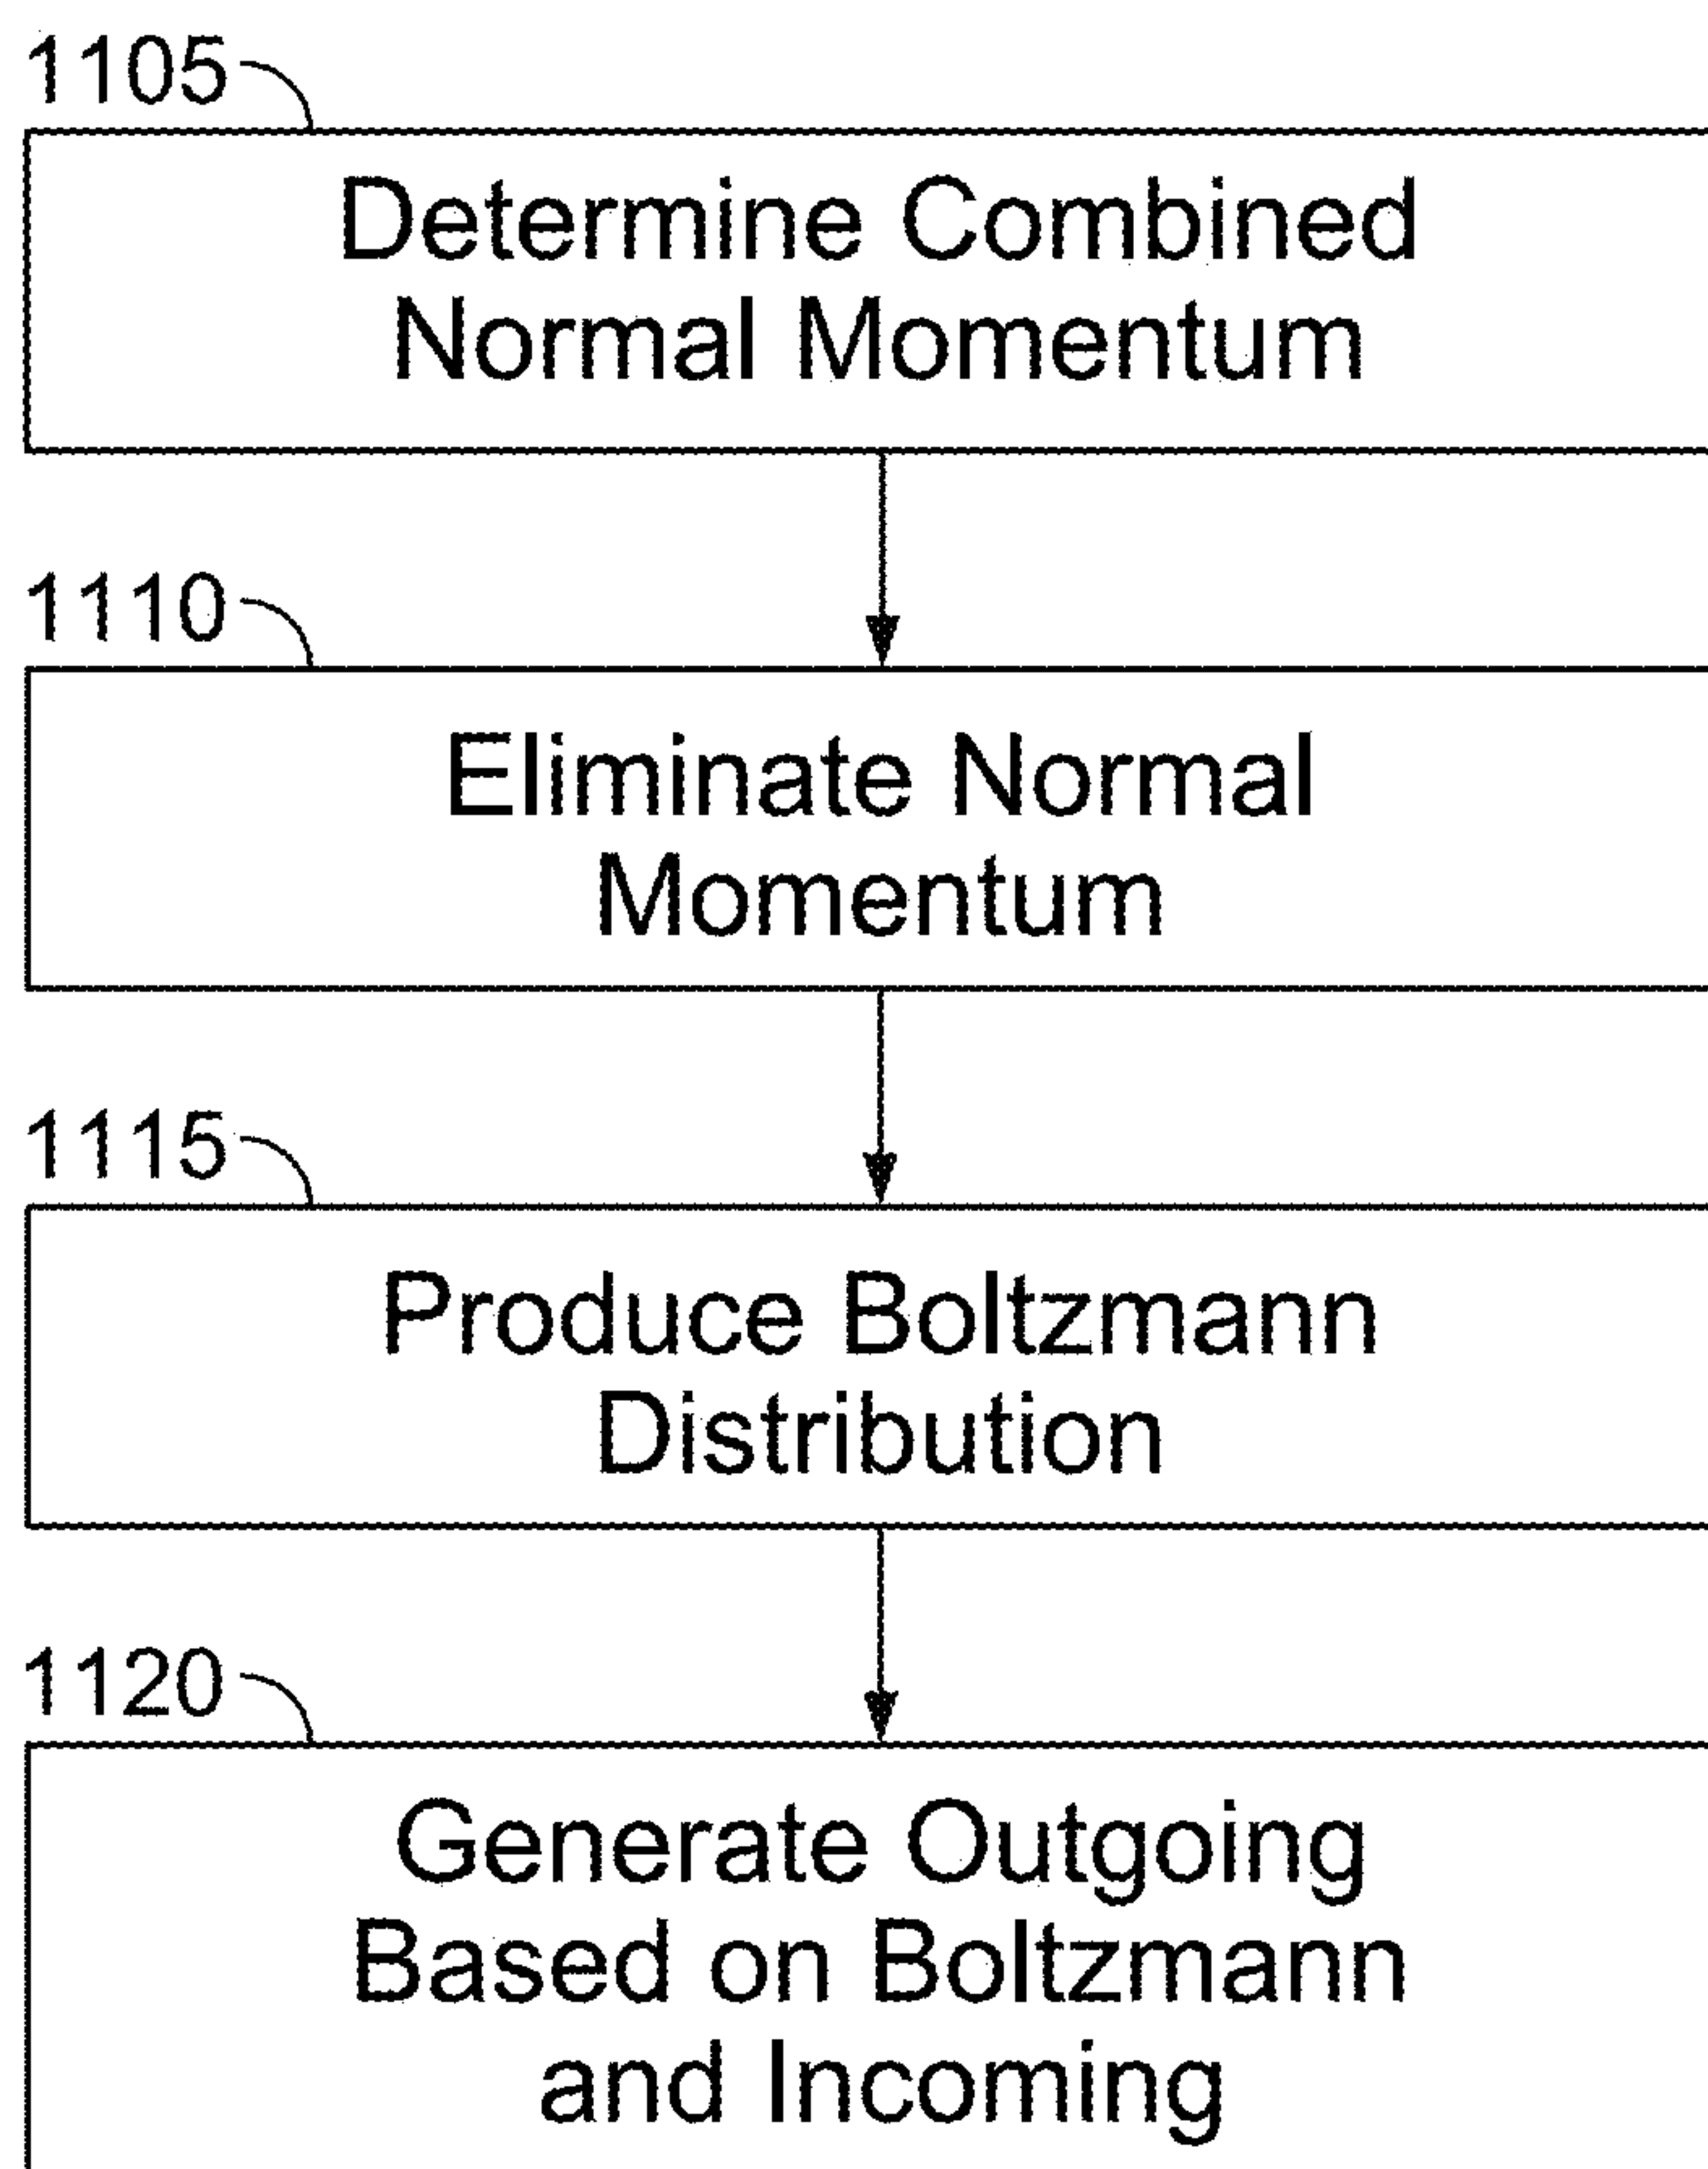 1105
Determine Combined
Normal Momentum
1110
Eliminate Normal
Momentum
1115
Produce Boltzmann
Distribution
1120
Generate Outgoing
Based on Boltzmann
and Incoming